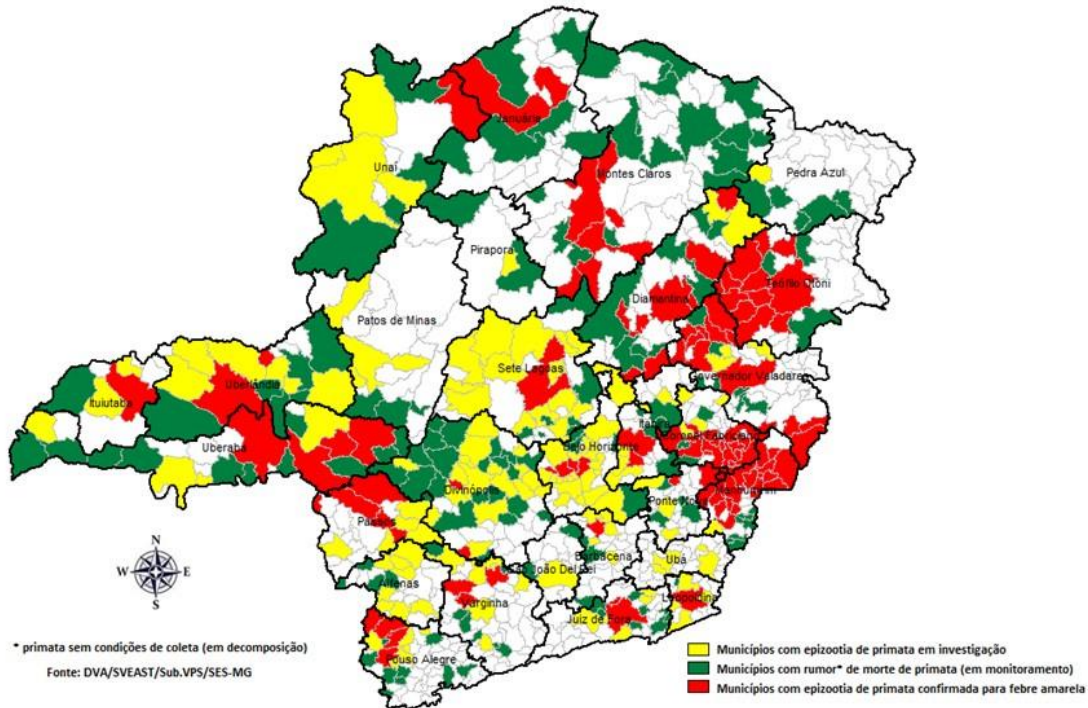 Januária
Unaí
Montes Claros
Pedra Azul
Pirapora
Teófilo Otoni
Diamantina
Patos de Minas
Sete Lagoas
Governador Valadares
Uberlândia
Ituiutaba
Itabira
Belo Horizonte
Coronel Fabriciano
Uberaba
Divinópolis
Ponte Nova
Manhuaçu
Passos
N
W E
S
Barbacena
Ubá
São João Del Rei
Alfenas
Leopoldina
Varginha
Juiz de Fora
Pouso Alegre
* primata sem condições de coleta (em decomposição)
Fonte: DVA/SVEAST/Sub.VPS/SES-MG
Municípios com epizootia de primata em investigação
Municípios com rumor* de morte de primata (em monitoramento)
Municípios com epizootia de primata confirmada para febre amarela